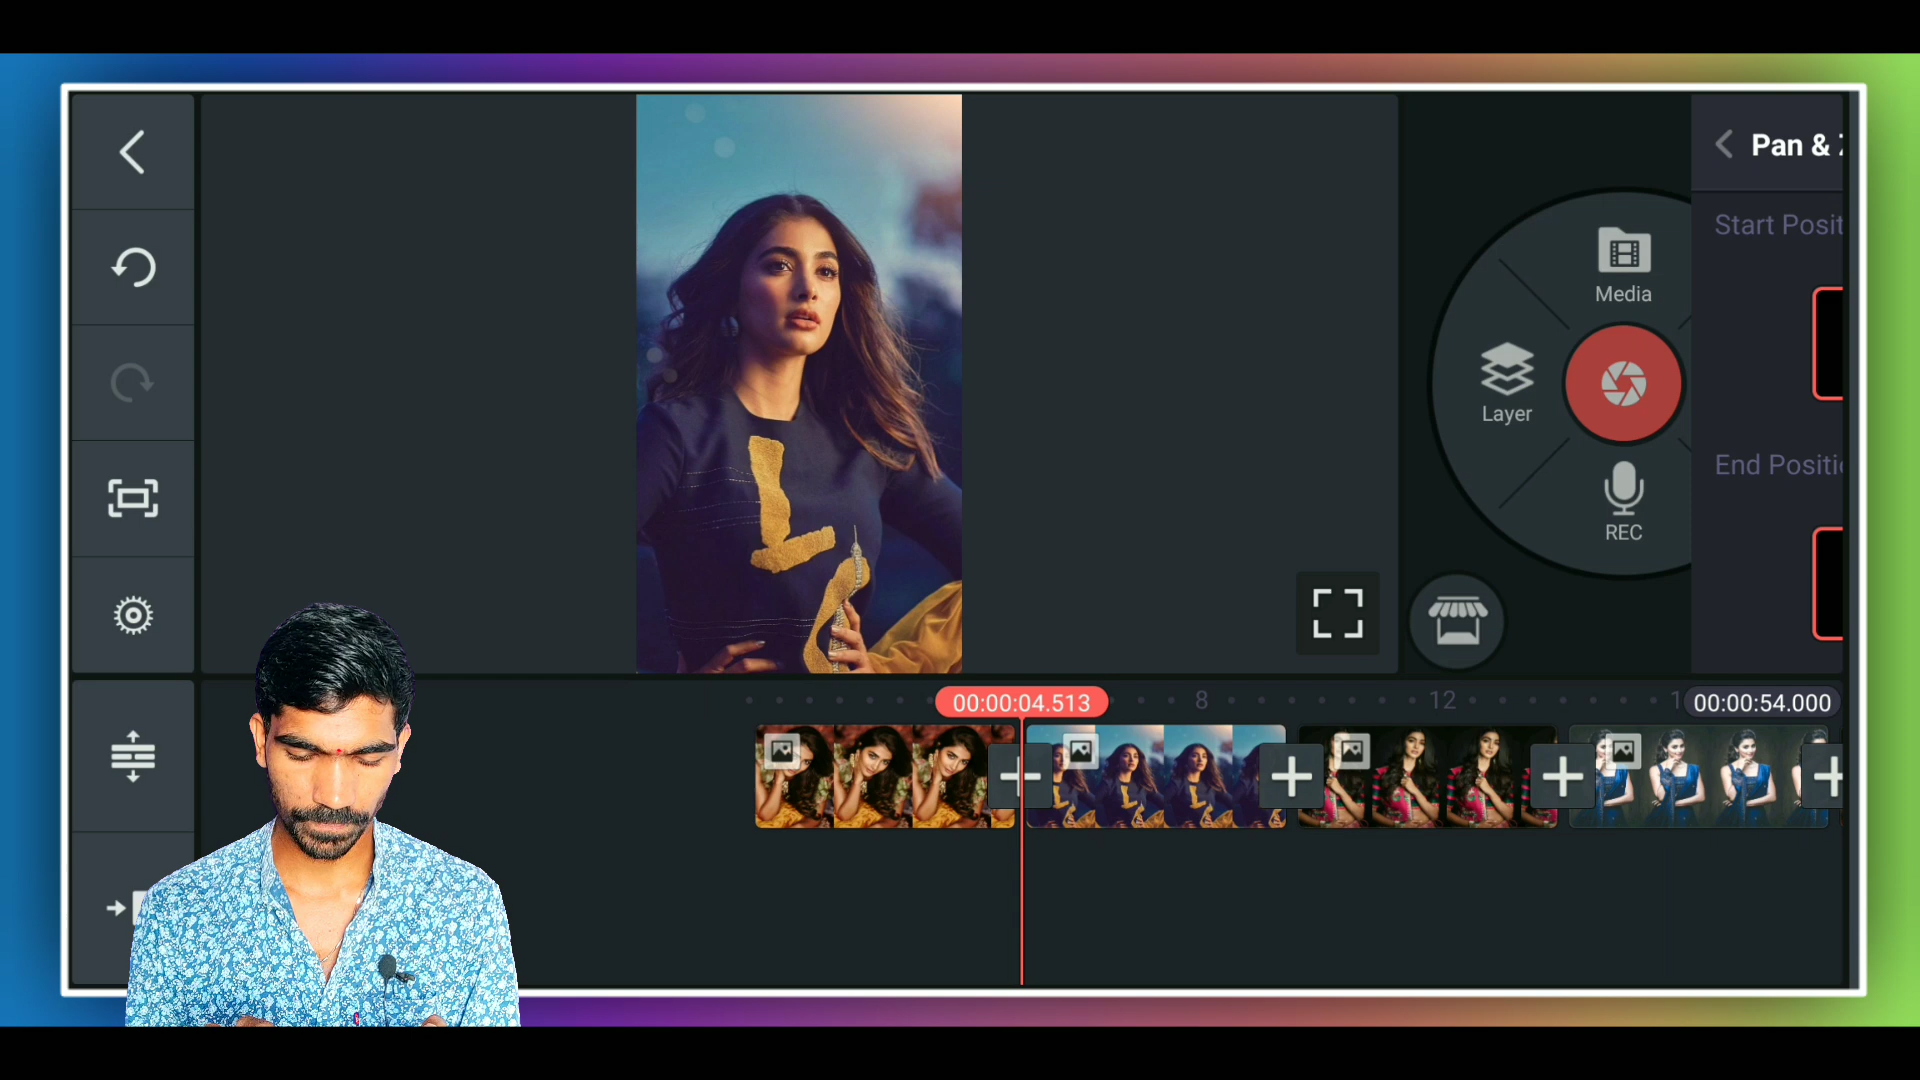 Pan &
Start Posit
Media
Layer
End Positi
REC
00:00:04.513
8
12
1
00:00:54.000